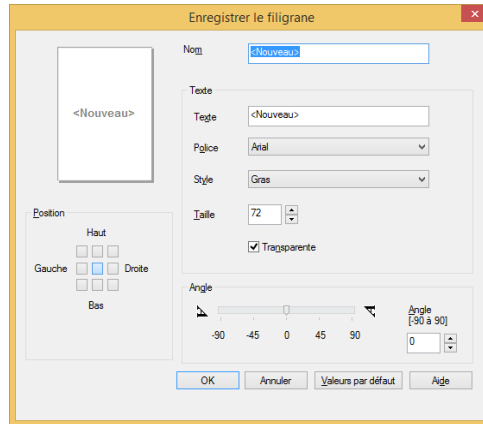 Enregistrer le filigrane
Nom
<Nouveau>
<Nouveau>
Texte
Texte
<Nouveau>
Police
Arial
Style
Gras
Taille
72
Transparente
Position
Haut
Gauche
Droite
Bas
Angle
-90 -45 0 45 90
Angle
[-90 à 90]
0
OK
Annuler
Valeurs par défaut
Aide